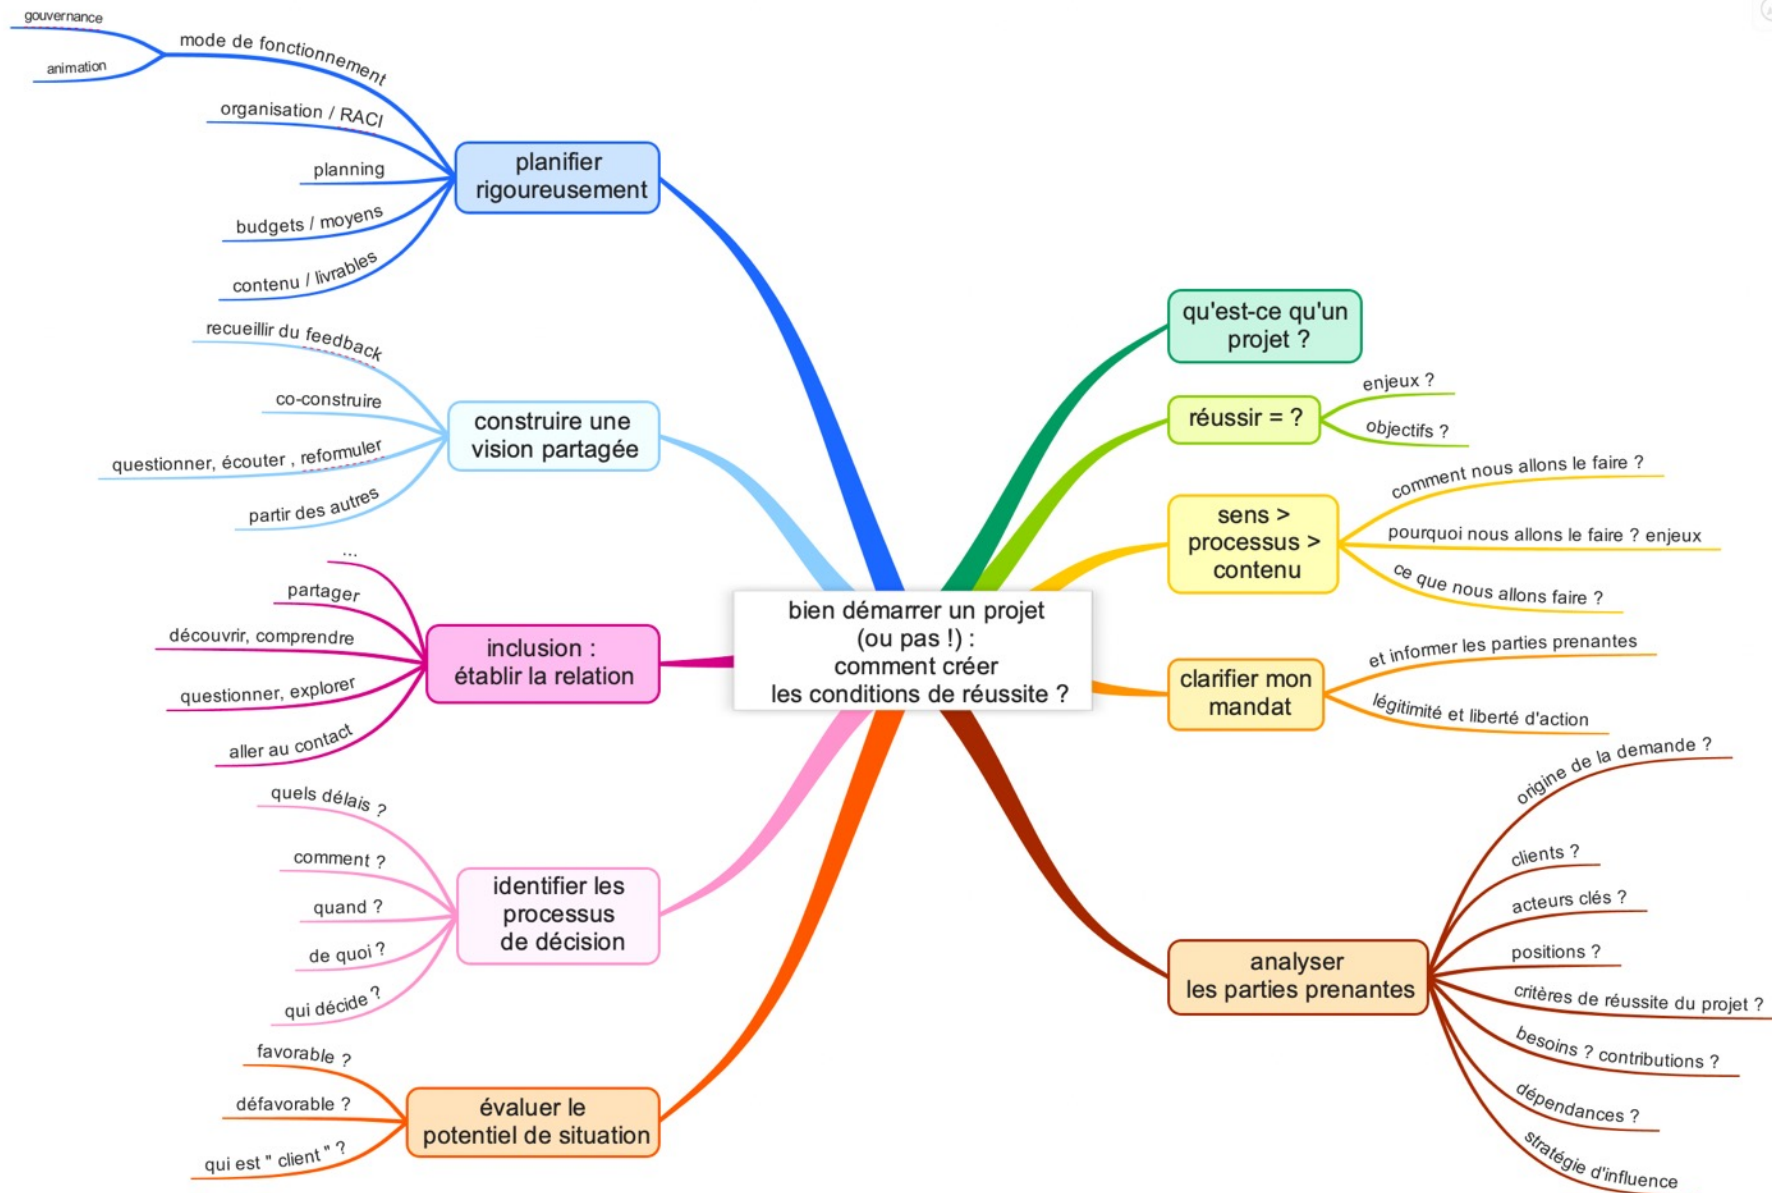 bien démarrer un projet
(ou pas !) :
comment créer
les conditions de réussite ?
qu'est-ce qu'un
projet ?
réussir = ?
enjeux ?
objectifs ?
sens >
processus >
contenu
comment nous allons le faire ?
pourquoi nous allons le faire ? enjeux
ce que nous allons faire ?
clarifier mon
mandat
et informer les parties prenantes
légitimité et liberté d'action
analyser
les parties prenantes
origine de la demande ?
clients ?
acteurs clés ?
positions ?
critères de réussite du projet ?
besoins ? contributions ?
dépendances ?
stratégie d'influence
planifier
rigoureusement
mode de fonctionnement
gouvernance
animation
organisation / RACI
planning
budgets / moyens
contenu / livrables
construire une
vision partagée
recueillir du feedback
co-construire
questionner, écouter , reformuler
partir des autres
inclusion :
établir la relation
...
partager
découvrir, comprendre
questionner, explorer
aller au contact
identifier les
processus
de décision
quels délais ?
comment ?
quand ?
de quoi ?
qui décide ?
évaluer le
potentiel de situation
favorable ?
défavorable ?
qui est " client " ?